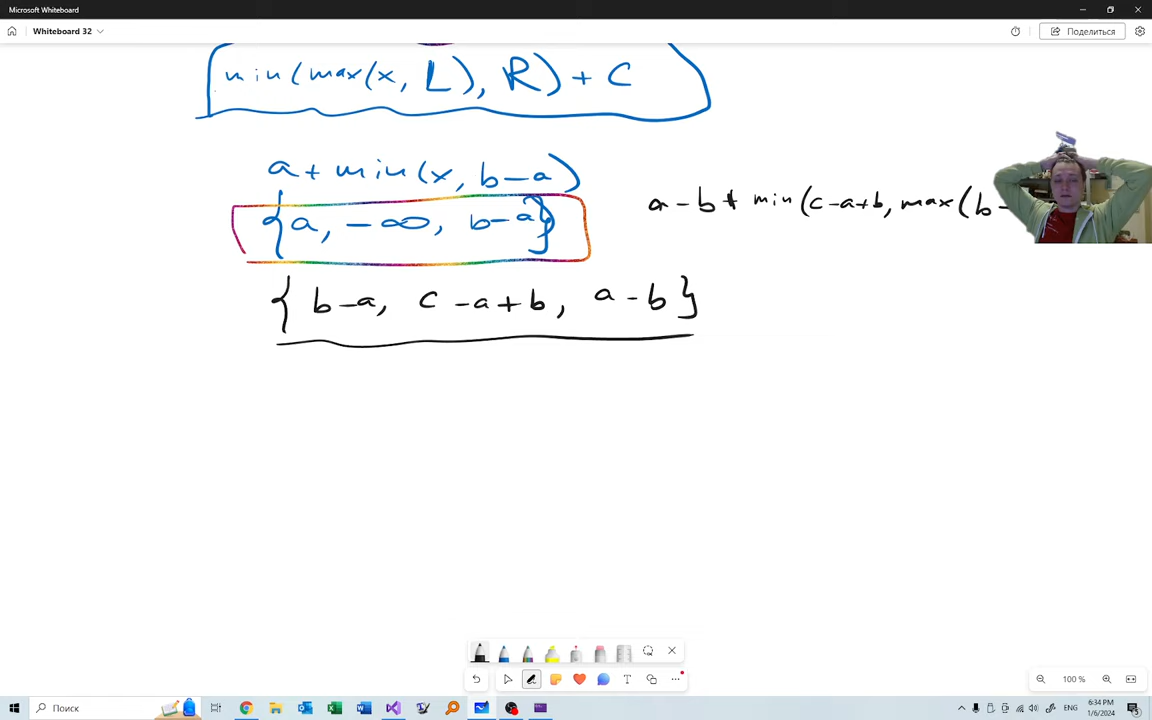 Microsoft Whiteboard
Whiteboard 32
Поделиться
min(max(x, L), R) + C
a + min(x, b-a)
{a, -∞, b-a}
a - b + min(c-a+b, max(b-
{ b-a, c-a+b, a-b}
100 %
Поиск
ENG
6:34 PM
1/6/2024
5